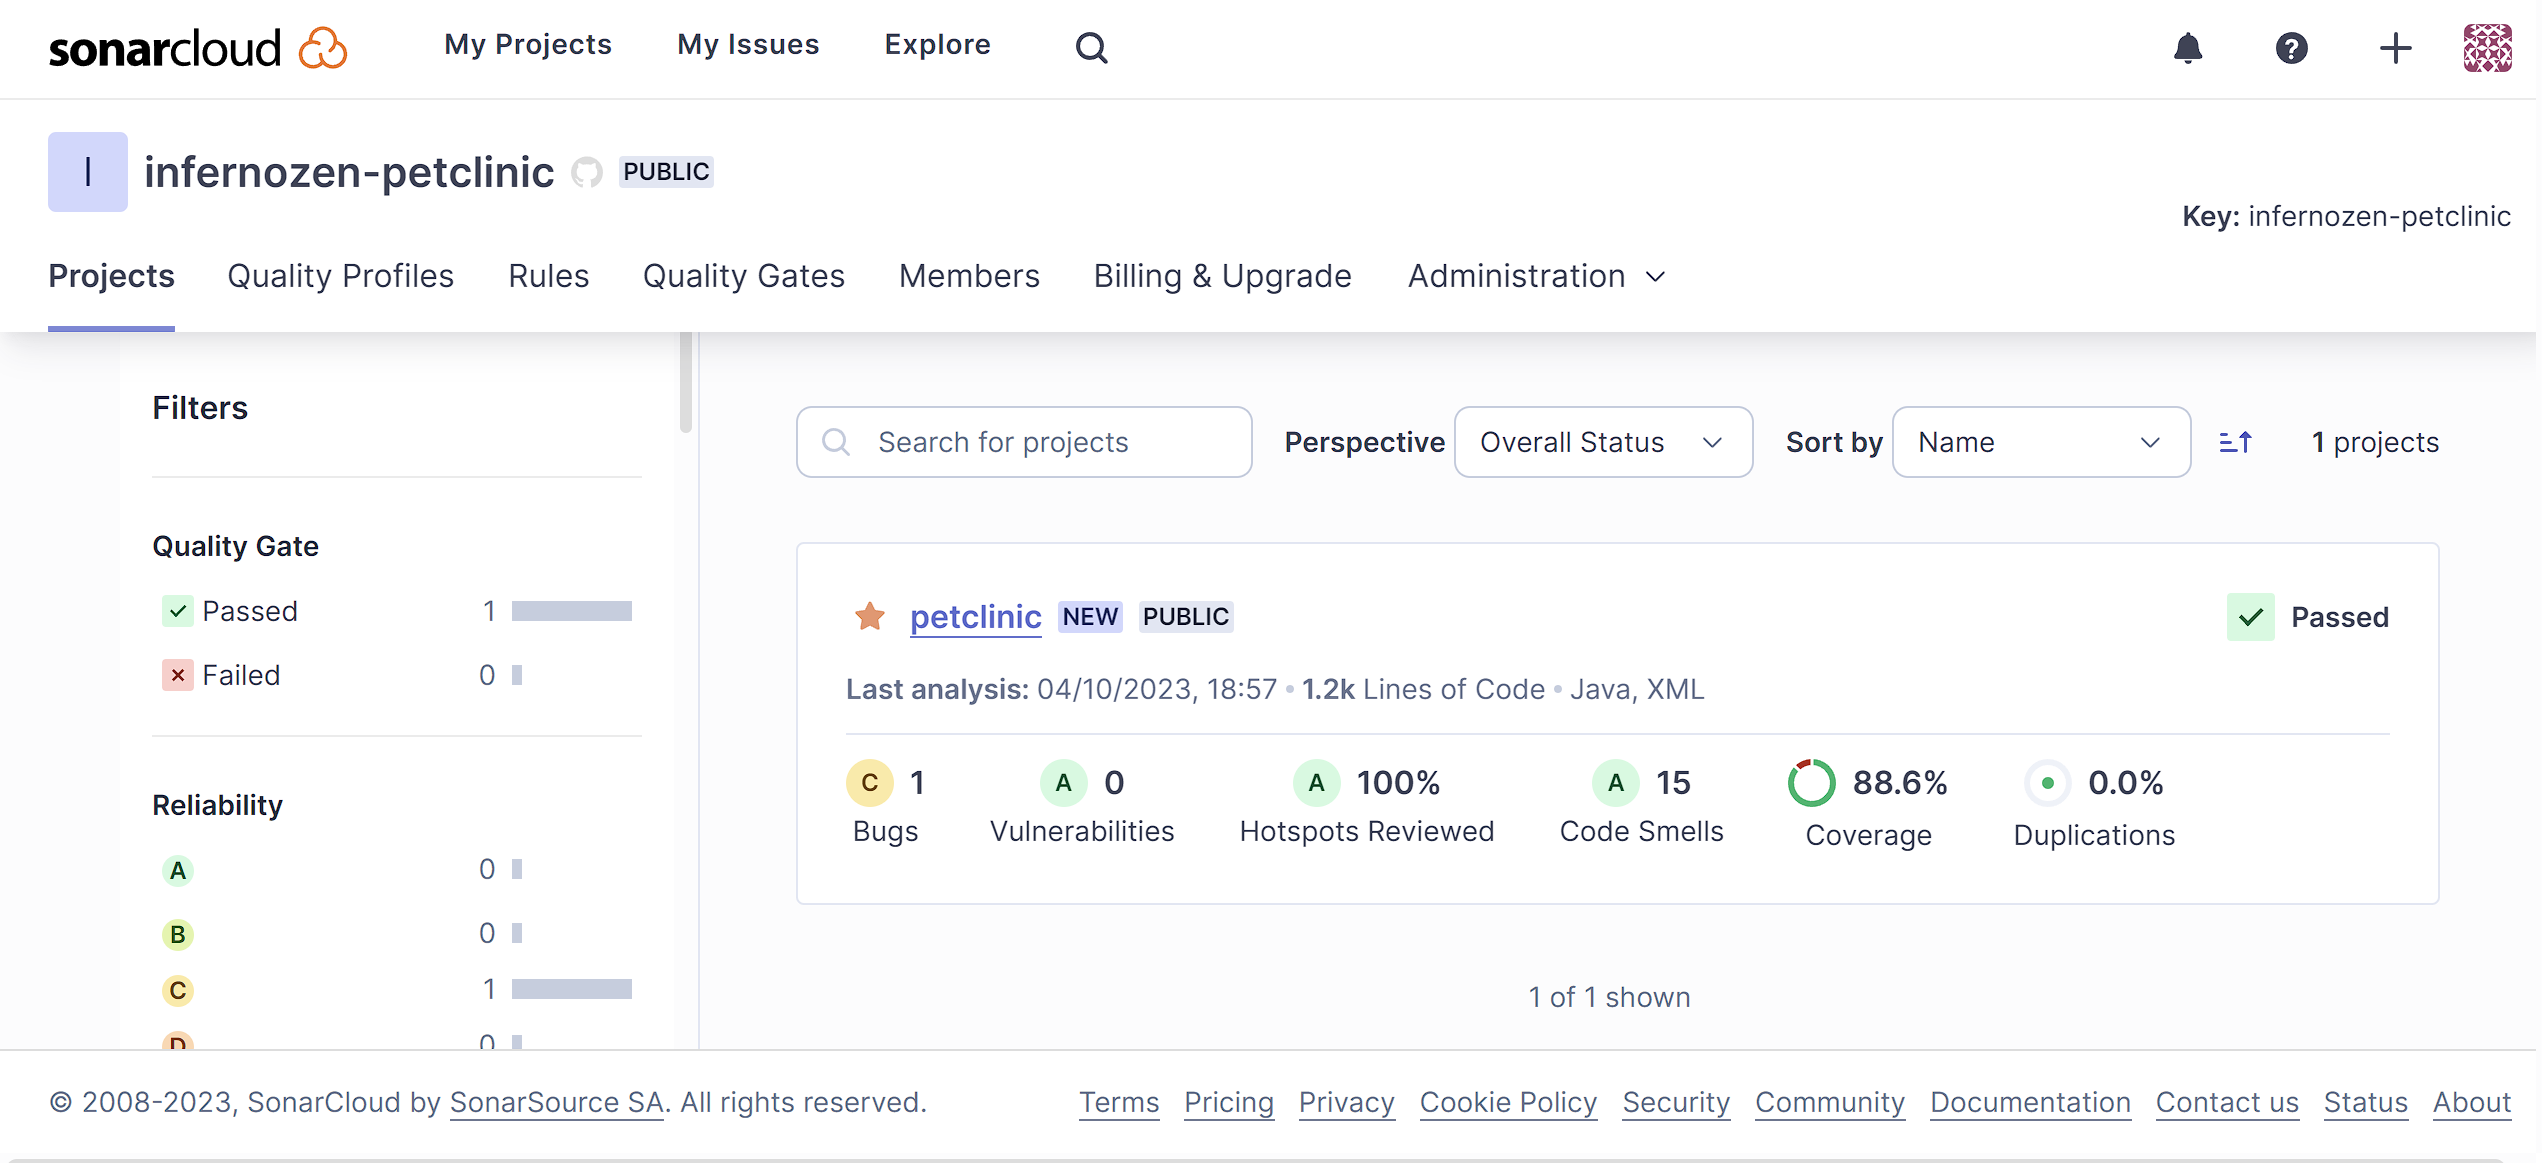 sonarcloud My Projects My Issues Explore
I infernozen-petclinic PUBLIC
Key: infernozen-petclinic
Projects Quality Profiles Rules Quality Gates Members Billing & Upgrade Administration
Filters
Quality Gate
Passed 1
Failed 0
Reliability
A 0
B 0
C 1
D 0
Search for projects Perspective Overall Status Sort by Name 1 projects
petclinic NEW PUBLIC Passed
Last analysis: 04/10/2023, 18:57 • 1.2k Lines of Code • Java, XML
C 1 A 0 A 100% A 15 88.6% 0.0%
Bugs Vulnerabilities Hotspots Reviewed Code Smells Coverage Duplications
1 of 1 shown
© 2008-2023, SonarCloud by SonarSource SA. All rights reserved. Terms Pricing Privacy Cookie Policy Security Community Documentation Contact us Status About